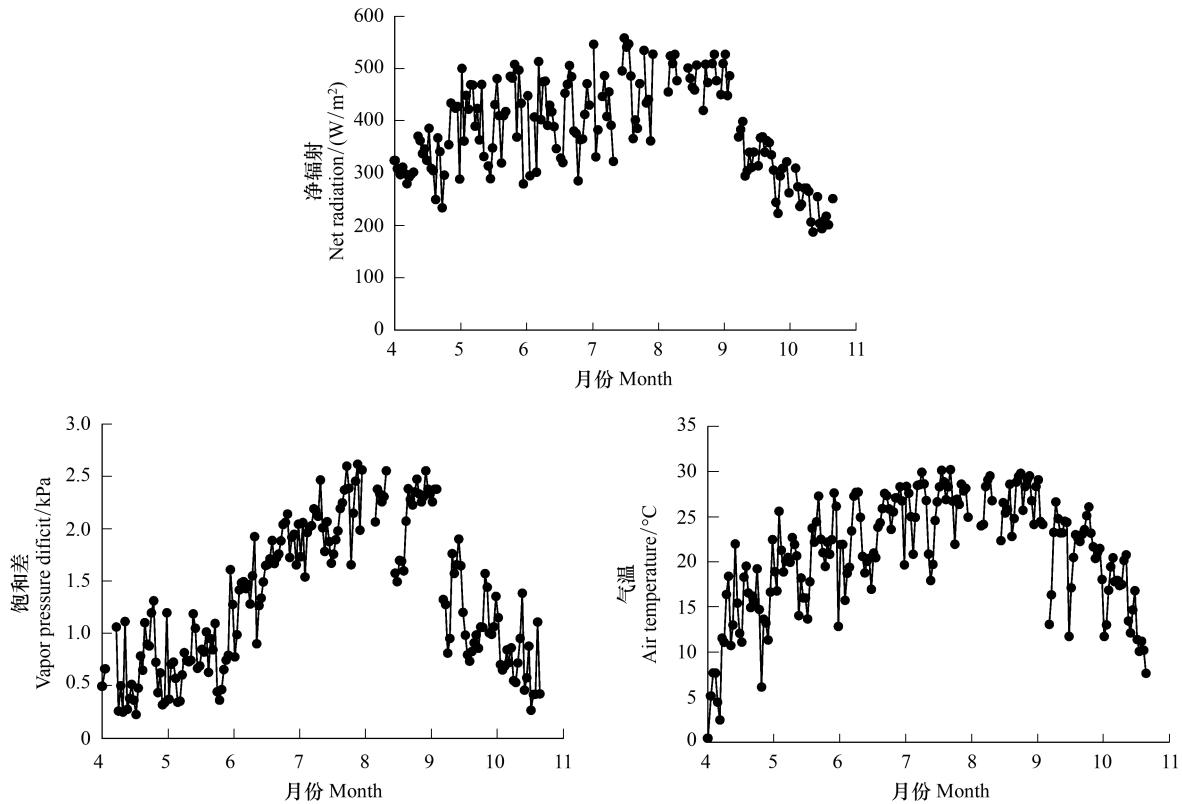 600
500
400
300
200
100
0
净辐射
Net radiation/(W/m²)
4 5 6 7 8 9 10 11
月份 Month
3.0
2.5
2.0
1.5
1.0
0.5
0
饱和差
Vapor pressure dificit/kPa
4 5 6 7 8 9 10 11
月份 Month
35
30
25
20
15
10
5
0
气温
Air temperature/°C
4 5 6 7 8 9 10 11
月份 Month